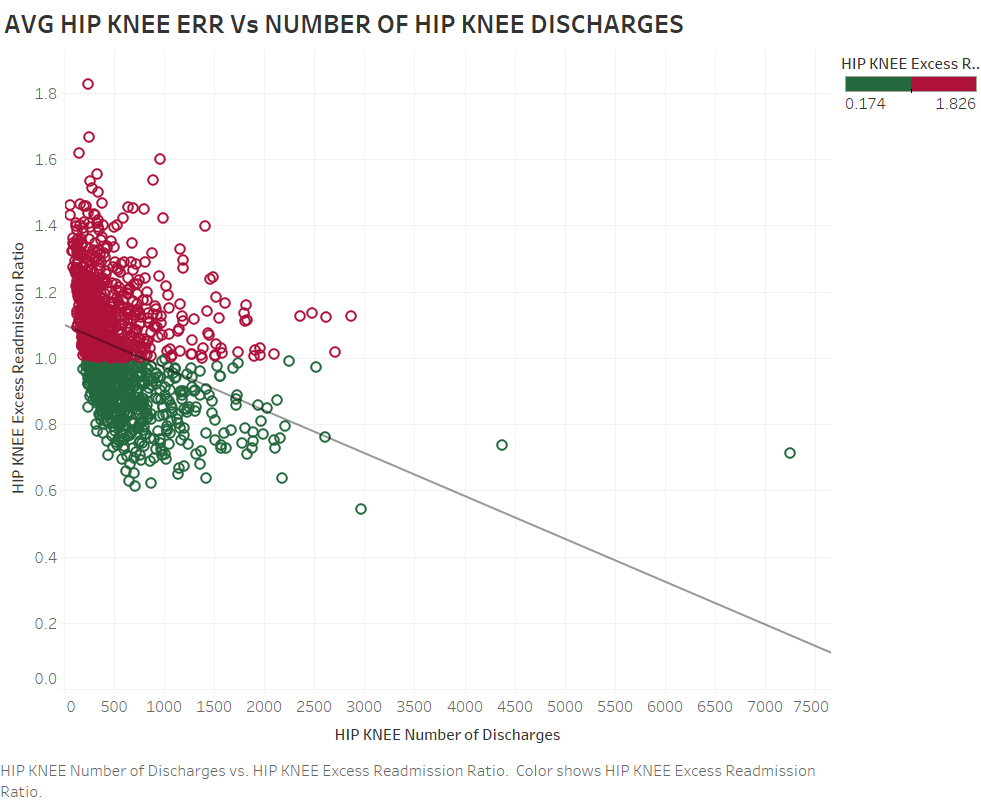 AVG HIP KNEE ERR Vs NUMBER OF HIP KNEE DISCHARGES
HIP KNEE Excess R..
0.174 1.826
HIP KNEE Excess Readmission Ratio
1.8
1.6
1.4
1.2
1.0
0.8
0.6
0.4
0.2
0.0
0 500 1000 1500 2000 2500 3000 3500 4000 4500 5000 5500 6000 6500 7000 7500
HIP KNEE Number of Discharges
HIP KNEE Number of Discharges vs. HIP KNEE Excess Readmission Ratio. Color shows HIP KNEE Excess Readmission
Ratio.